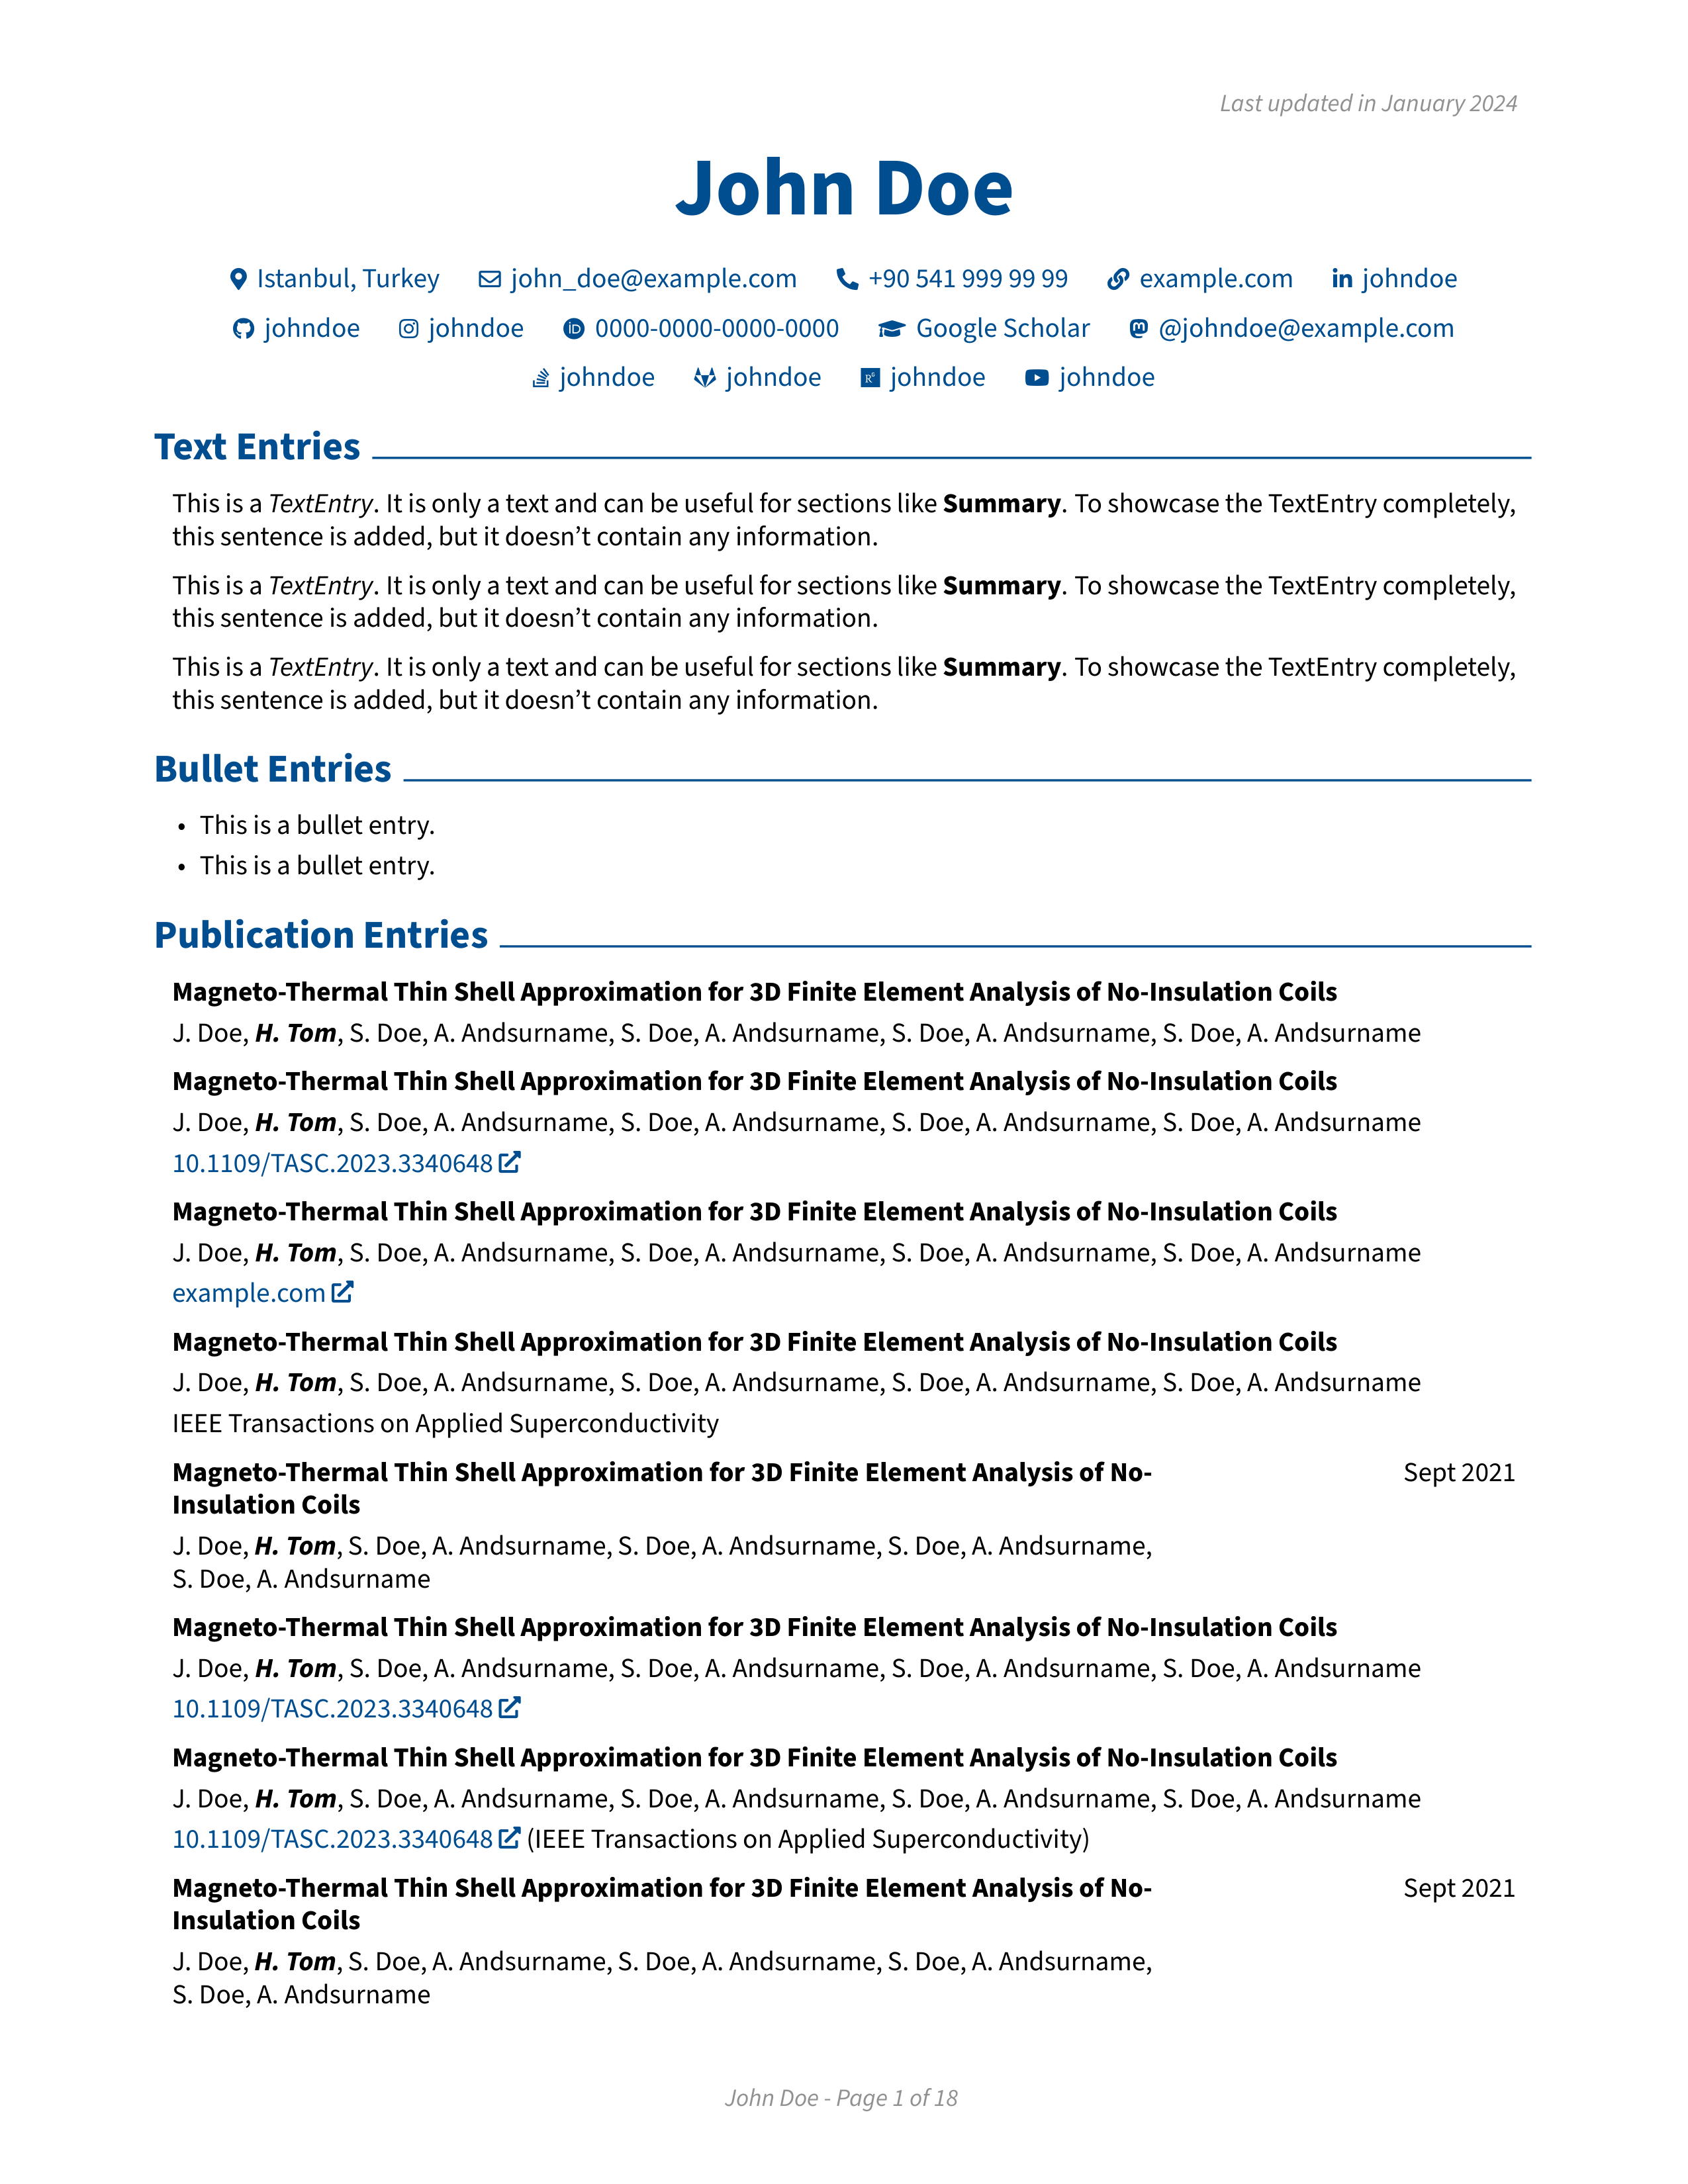 Last updated in January 2024
John Doe
Istanbul, Turkey john_doe@example.com +90 541 999 99 99 example.com johndoe
johndoe johndoe 0000-0000-0000-0000 Google Scholar @johndoe@example.com
johndoe johndoe johndoe johndoe
Text Entries
This is a TextEntry. It is only a text and can be useful for sections like Summary. To showcase the TextEntry completely,
this sentence is added, but it doesn’t contain any information.
This is a TextEntry. It is only a text and can be useful for sections like Summary. To showcase the TextEntry completely,
this sentence is added, but it doesn’t contain any information.
This is a TextEntry. It is only a text and can be useful for sections like Summary. To showcase the TextEntry completely,
this sentence is added, but it doesn’t contain any information.
Bullet Entries
• This is a bullet entry.
• This is a bullet entry.
Publication Entries
Magneto-Thermal Thin Shell Approximation for 3D Finite Element Analysis of No-Insulation Coils
J. Doe, H. Tom, S. Doe, A. Andsurname, S. Doe, A. Andsurname, S. Doe, A. Andsurname, S. Doe, A. Andsurname
Magneto-Thermal Thin Shell Approximation for 3D Finite Element Analysis of No-Insulation Coils
J. Doe, H. Tom, S. Doe, A. Andsurname, S. Doe, A. Andsurname, S. Doe, A. Andsurname, S. Doe, A. Andsurname
10.1109/TASC.2023.3340648
Magneto-Thermal Thin Shell Approximation for 3D Finite Element Analysis of No-Insulation Coils
J. Doe, H. Tom, S. Doe, A. Andsurname, S. Doe, A. Andsurname, S. Doe, A. Andsurname, S. Doe, A. Andsurname
example.com
Magneto-Thermal Thin Shell Approximation for 3D Finite Element Analysis of No-Insulation Coils
J. Doe, H. Tom, S. Doe, A. Andsurname, S. Doe, A. Andsurname, S. Doe, A. Andsurname, S. Doe, A. Andsurname
IEEE Transactions on Applied Superconductivity
Magneto-Thermal Thin Shell Approximation for 3D Finite Element Analysis of No- Sept 2021
Insulation Coils
J. Doe, H. Tom, S. Doe, A. Andsurname, S. Doe, A. Andsurname, S. Doe, A. Andsurname,
S. Doe, A. Andsurname
Magneto-Thermal Thin Shell Approximation for 3D Finite Element Analysis of No-Insulation Coils
J. Doe, H. Tom, S. Doe, A. Andsurname, S. Doe, A. Andsurname, S. Doe, A. Andsurname, S. Doe, A. Andsurname
10.1109/TASC.2023.3340648
Magneto-Thermal Thin Shell Approximation for 3D Finite Element Analysis of No-Insulation Coils
J. Doe, H. Tom, S. Doe, A. Andsurname, S. Doe, A. Andsurname, S. Doe, A. Andsurname, S. Doe, A. Andsurname
10.1109/TASC.2023.3340648 (IEEE Transactions on Applied Superconductivity)
Magneto-Thermal Thin Shell Approximation for 3D Finite Element Analysis of No- Sept 2021
Insulation Coils
J. Doe, H. Tom, S. Doe, A. Andsurname, S. Doe, A. Andsurname, S. Doe, A. Andsurname,
S. Doe, A. Andsurname
John Doe - Page 1 of 18